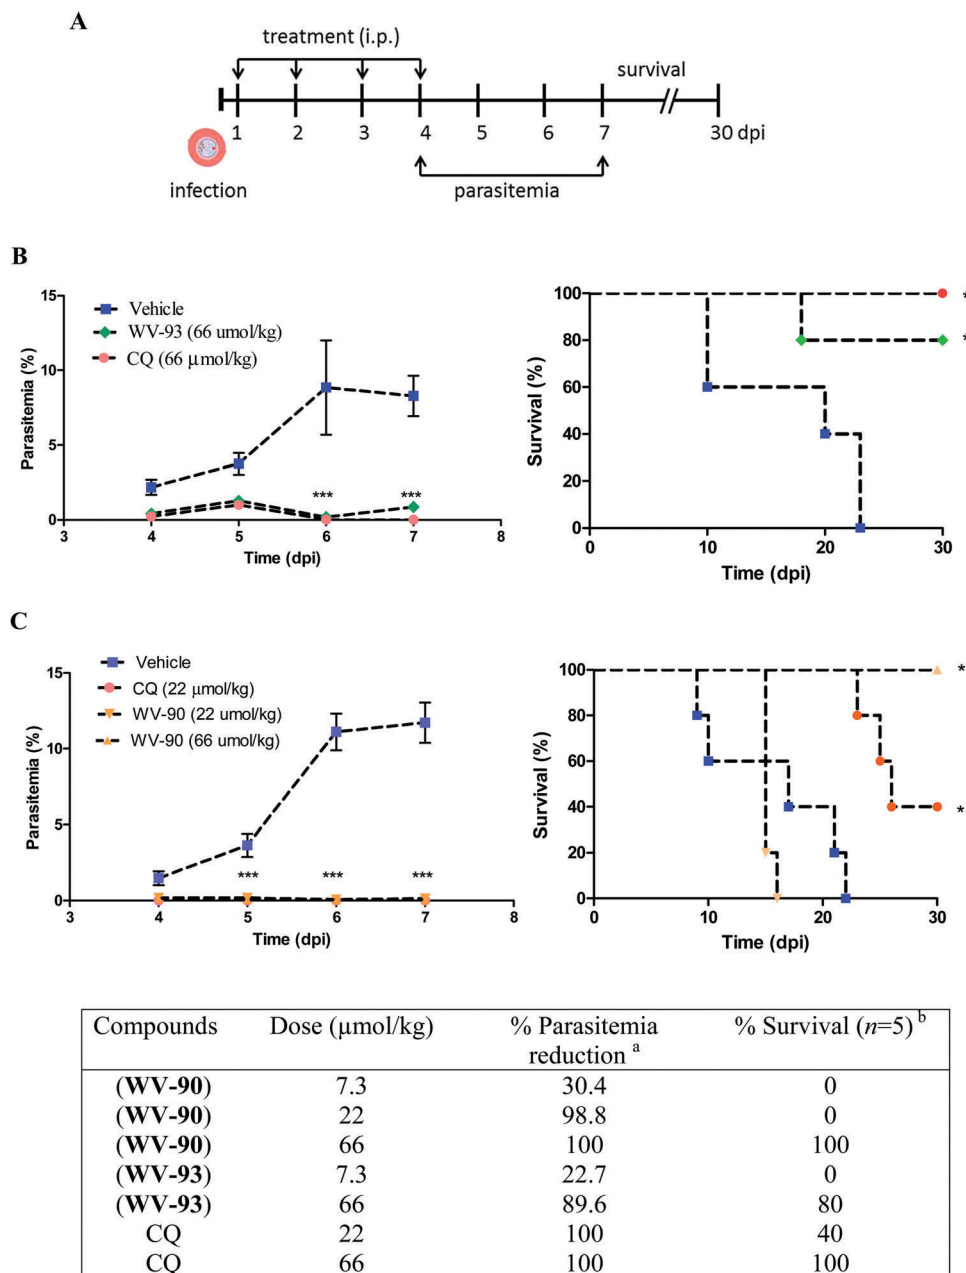 A
treatment (i.p.)
survival
1 2 3 4 5 6 7 30 dpi
infection
parasitemia
B
15
10
5
0
Parasitemia (%)
Vehicle
WV-93 (66 umol/kg)
CQ (66 µmol/kg)
*** ***
3 4 5 6 7 8
Time (dpi)
100
80
60
40
20
0
Survival (%)
*
*
0 10 20 30
Time (dpi)
C
15
10
5
0
Parasitemia (%)
Vehicle
CQ (22 µmol/kg)
WV-90 (22 umol/kg)
WV-90 (66 umol/kg)
*** *** ***
3 4 5 6 7 8
Time (dpi)
100
80
60
40
20
0
Survival (%)
*
*
0 10 20 30
Time (dpi)
Compounds Dose (µmol/kg) % Parasitemia reduction a % Survival (n=5) b
(WV-90) 7.3 30.4 0
(WV-90) 22 98.8 0
(WV-90) 66 100 100
(WV-93) 7.3 22.7 0
(WV-93) 66 89.6 80
CQ 22 100 40
CQ 66 100 100